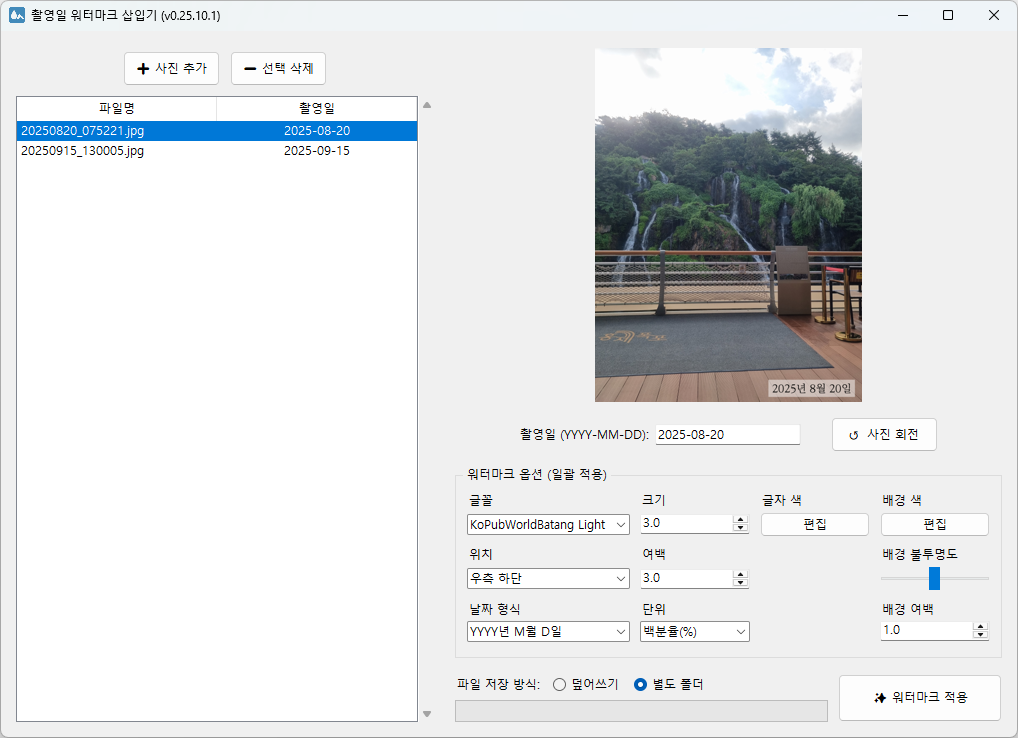 촬영일 워터마크 삽입기 (v0.25.10.1)
사진 추가
선택 삭제
파일명 촬영일
20250820_075221.jpg 2025-08-20
20250915_130005.jpg 2025-09-15
2025년 8월 20일
촬영일 (YYYY-MM-DD): 2025-08-20
사진 회전
워터마크 옵션 (일괄 적용)
글꼴 크기 글자 색 배경 색
KoPubWorldBatang Light 3.0 편집 편집
위치 여백 배경 불투명도
우측 하단 3.0
날짜 형식 단위 배경 여백
YYYY년 M월 D일 백분율(%) 1.0
파일 저장 방식: 덮어쓰기 별도 폴더
워터마크 적용